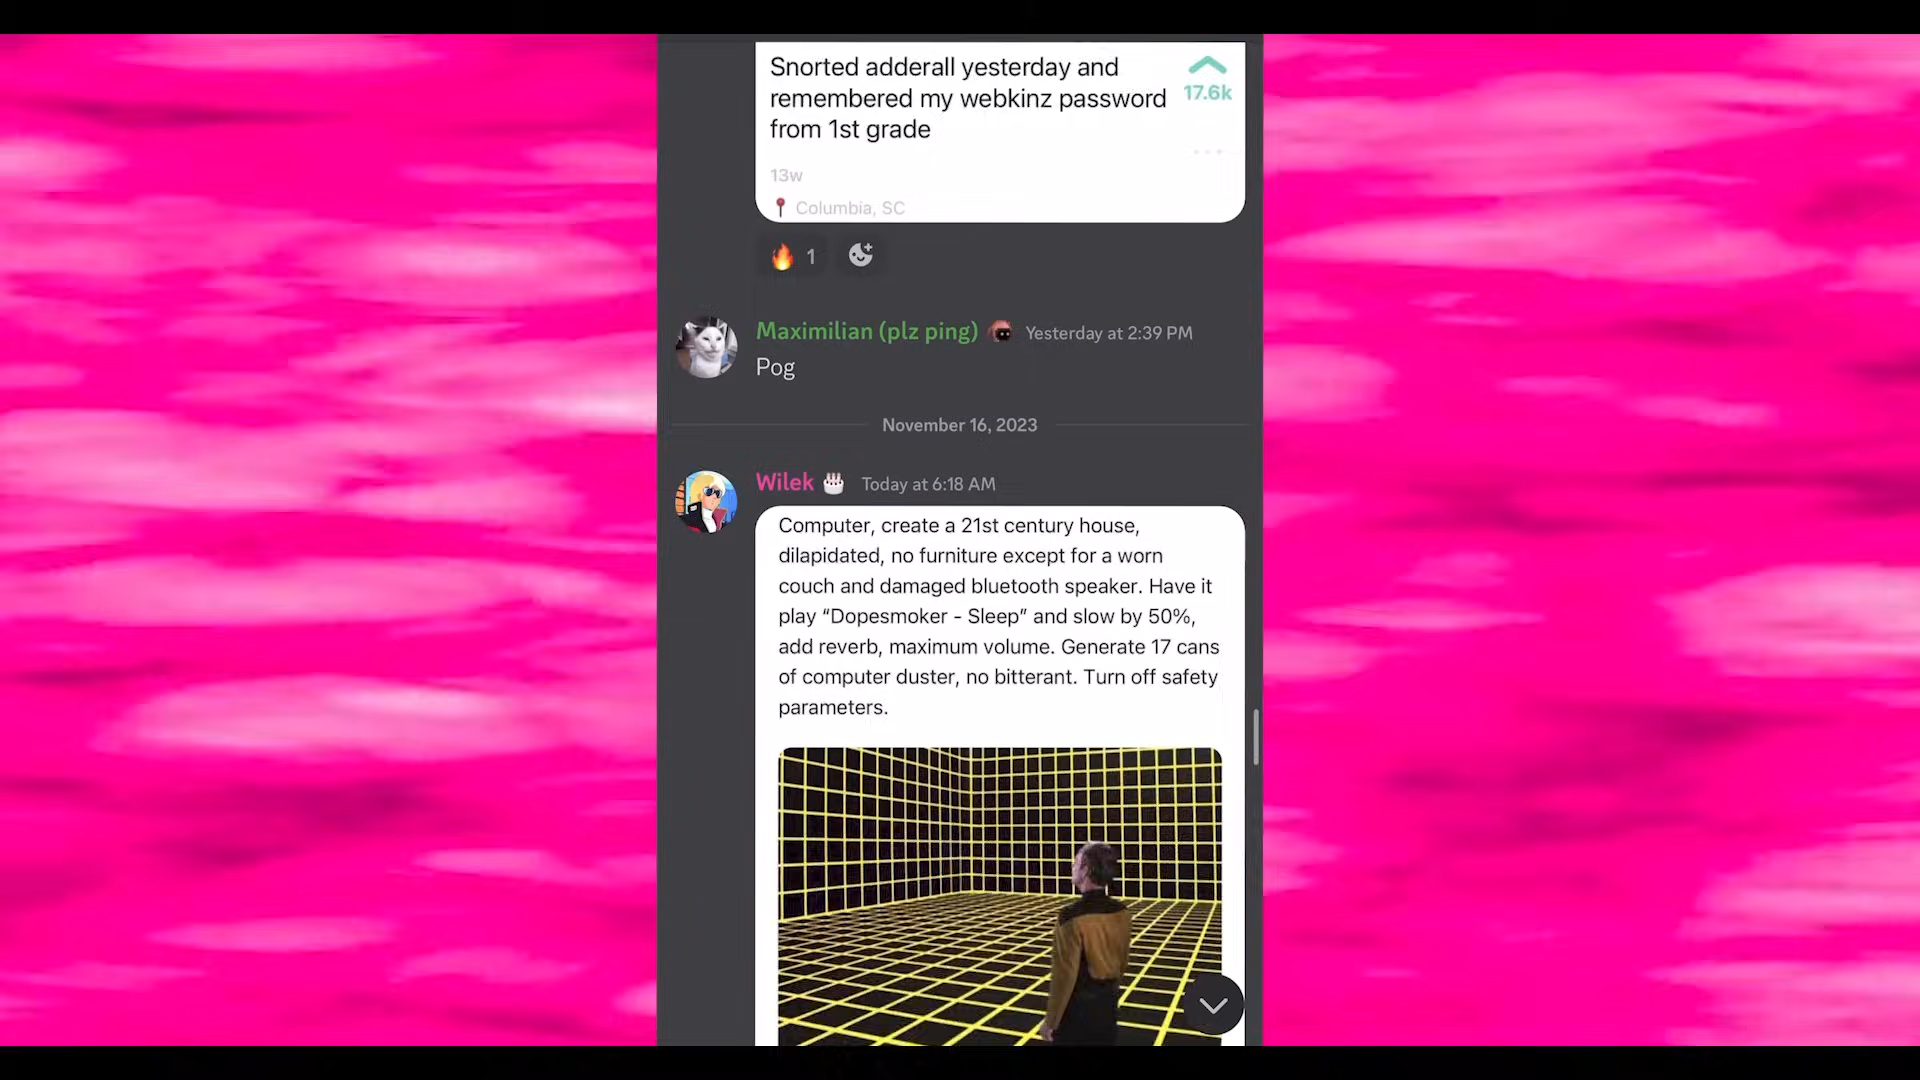 Snorted adderall yesterday and
remembered my webkinz password
from 1st grade
17.6k
13w
Columbia, SC
1
Maximilian (plz ping) Yesterday at 2:39 PM
Pog
November 16, 2023
Wilek Today at 6:18 AM
Computer, create a 21st century house,
dilapidated, no furniture except for a worn
couch and damaged bluetooth speaker. Have it
play “Dopesmoker - Sleep” and slow by 50%,
add reverb, maximum volume. Generate 17 cans
of computer duster, no bitterant. Turn off safety
parameters.